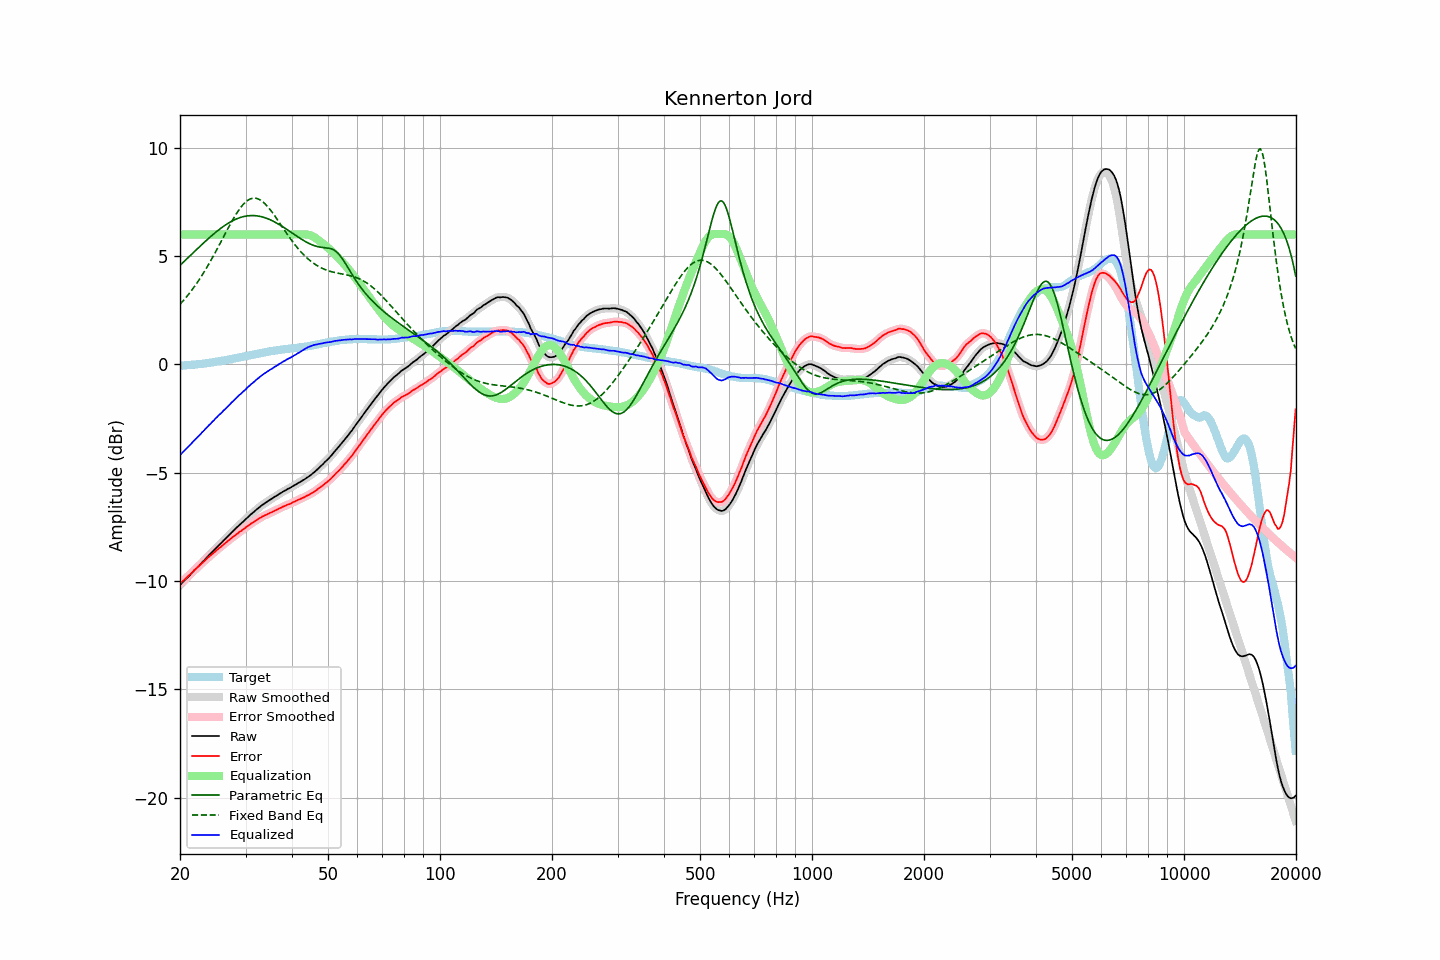 Kennerton Jord
10
5
0
−5
−10
−15
−20
Amplitude (dBr)
Target
Raw Smoothed
Error Smoothed
Raw
Error
Equalization
Parametric Eq
Fixed Band Eq
Equalized
20 50 100 200 500 1000 2000 5000 10000 20000
Frequency (Hz)